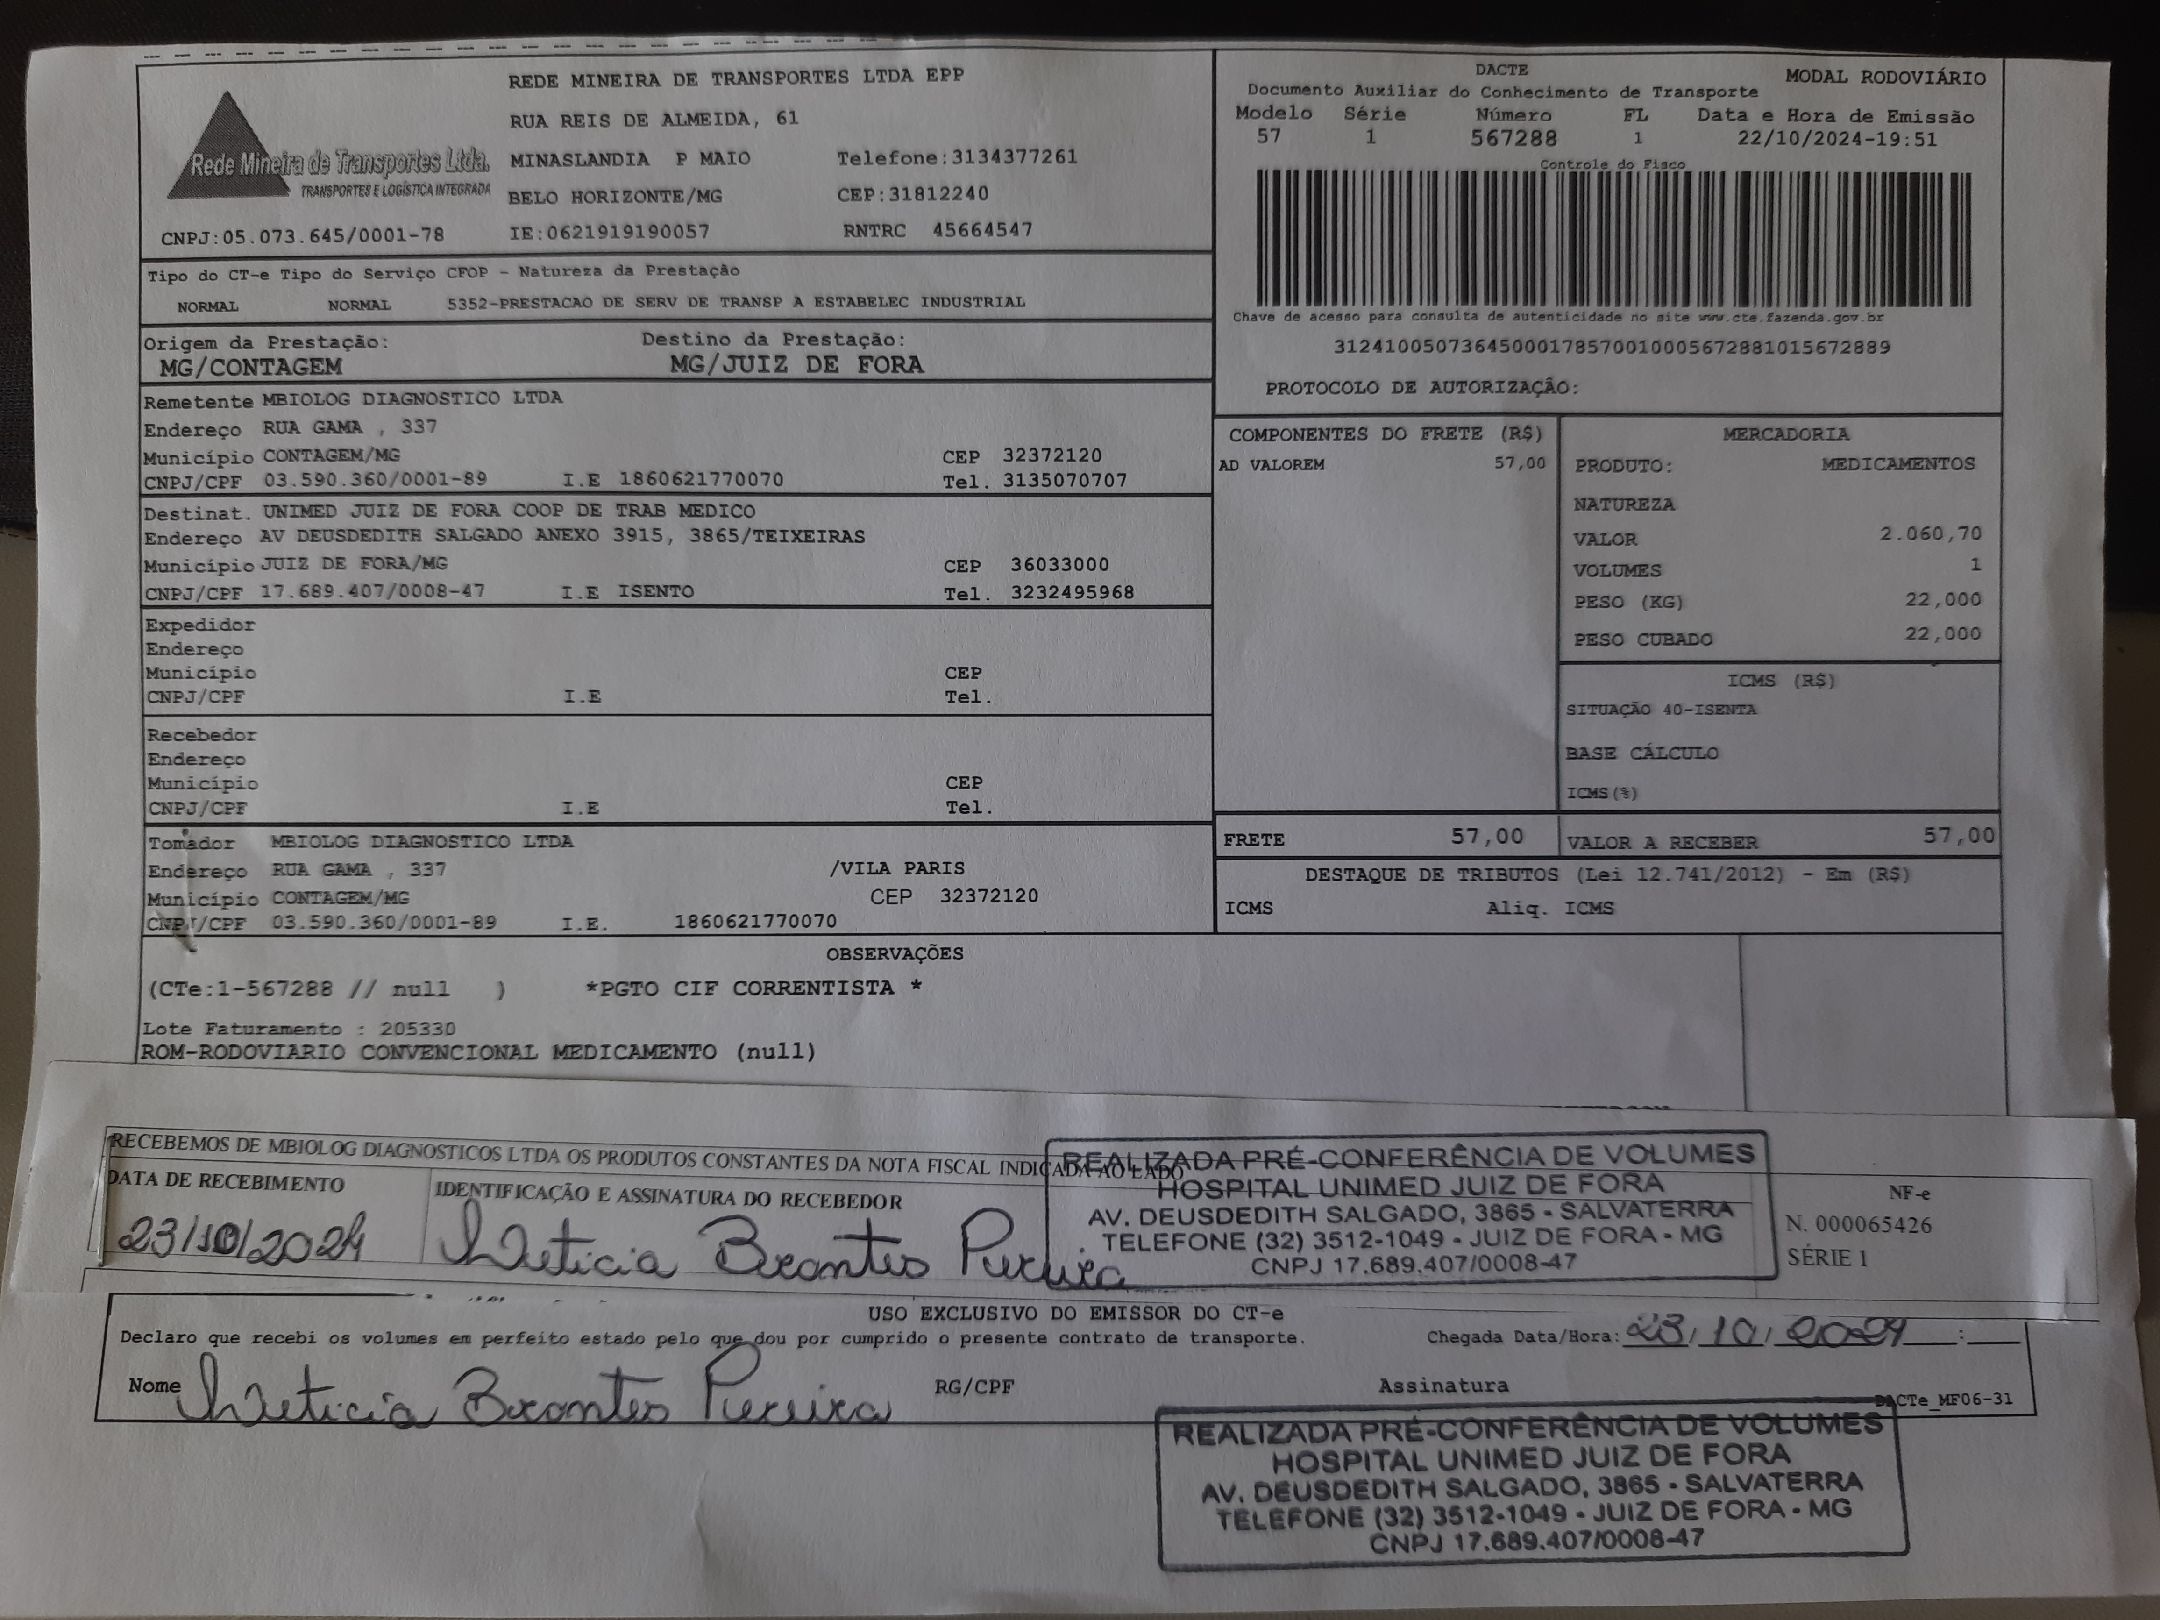 REDE MINEIRA DE TRANSPORTES LTDA EPP
RUA REIS DE ALMEIDA, 61
MINASLANDIA P MAIO Telefone:3134377261
BELO HORIZONTE/MG CEP:31812240
CNPJ:05.073.645/0001-78 IE:0621919190057 RNTRC 45664547
Rede Mineira de Transportes Ltda.
TRANSPORTES E LOGÍSTICA INTEGRADA
DACTE MODAL RODOVIÁRIO
Documento Auxiliar do Conhecimento de Transporte
Modelo Série Número FL Data e Hora de Emissão
57 1 567288 1 22/10/2024-19:51
Controle do Fisco
Chave de acesso para consulta de autenticidade no site www.cte.fazenda.gov.br
31241005073645000178570010005672881015672889
PROTOCOLO DE AUTORIZAÇÃO:
Tipo do CT-e Tipo do Serviço CFOP - Natureza da Prestação
NORMAL NORMAL 5352-PRESTACAO DE SERV DE TRANSP A ESTABELEC INDUSTRIAL
Origem da Prestação: Destino da Prestação:
MG/CONTAGEM MG/JUIZ DE FORA
Remetente MBIOLOG DIAGNOSTICO LTDA
Endereço RUA GAMA , 337
Município CONTAGEM/MG CEP 32372120
CNPJ/CPF 03.590.360/0001-89 I.E 1860621770070 Tel. 3135070707
Destinat. UNIMED JUIZ DE FORA COOP DE TRAB MEDICO
Endereço AV DEUSDEDITH SALGADO ANEXO 3915, 3865/TEIXEIRAS
Município JUIZ DE FORA/MG CEP 36033000
CNPJ/CPF 17.689.407/0008-47 I.E ISENTO Tel. 3232495968
Expedidor
Endereço
Município CEP
CNPJ/CPF I.E Tel.
Recebedor
Endereço
Município CEP
CNPJ/CPF I.E Tel.
Tomador MBIOLOG DIAGNOSTICO LTDA
Endereço RUA GAMA , 337 /VILA PARIS
Município CONTAGEM/MG CEP 32372120
CNPJ/CPF 03.590.360/0001-89 I.E. 1860621770070
COMPONENTES DO FRETE (R$)
AD VALOREM 57,00
MERCADORIA
PRODUTO: MEDICAMENTOS
NATUREZA
VALOR 2.060,70
VOLUMES 1
PESO (KG) 22,000
PESO CUBADO 22,000
ICMS (R$)
SITUAÇÃO 40-ISENTA
BASE CÁLCULO
ICMS(%)
FRETE 57,00 VALOR A RECEBER 57,00
DESTAQUE DE TRIBUTOS (Lei 12.741/2012) - Em (R$)
ICMS Aliq. ICMS
OBSERVAÇÕES
(CTe:1-567288 // null ) *PGTO CIF CORRENTISTA *
Lote Faturamento : 205330
ROM-RODOVIARIO CONVENCIONAL MEDICAMENTO (null)
RECEBEMOS DE MBIOLOG DIAGNOSTICOS LTDA OS PRODUTOS CONSTANTES DA NOTA FISCAL INDICADA AO LADO
DATA DE RECEBIMENTO IDENTIFICAÇÃO E ASSINATURA DO RECEBEDOR
23/10/2024 Leticia Brantes Pereira
REALIZADA PRÉ-CONFERÊNCIA DE VOLUMES
HOSPITAL UNIMED JUIZ DE FORA
AV. DEUSDEDITH SALGADO, 3865 - SALVATERRA
TELEFONE (32) 3512-1049 - JUIZ DE FORA - MG
CNPJ 17.689.407/0008-47
NF-e
N. 000065426
SÉRIE 1
USO EXCLUSIVO DO EMISSOR DO CT-e
Declaro que recebi os volumes em perfeito estado pelo que dou por cumprido o presente contrato de transporte. Chegada Data/Hora: 23/10/2024 __:__
Nome Leticia Brantes Pereira RG/CPF Assinatura
DACTe_MF06-31
REALIZADA PRÉ-CONFERÊNCIA DE VOLUMES
HOSPITAL UNIMED JUIZ DE FORA
AV. DEUSDEDITH SALGADO, 3865 - SALVATERRA
TELEFONE (32) 3512-1049 - JUIZ DE FORA - MG
CNPJ 17.689.407/0008-47